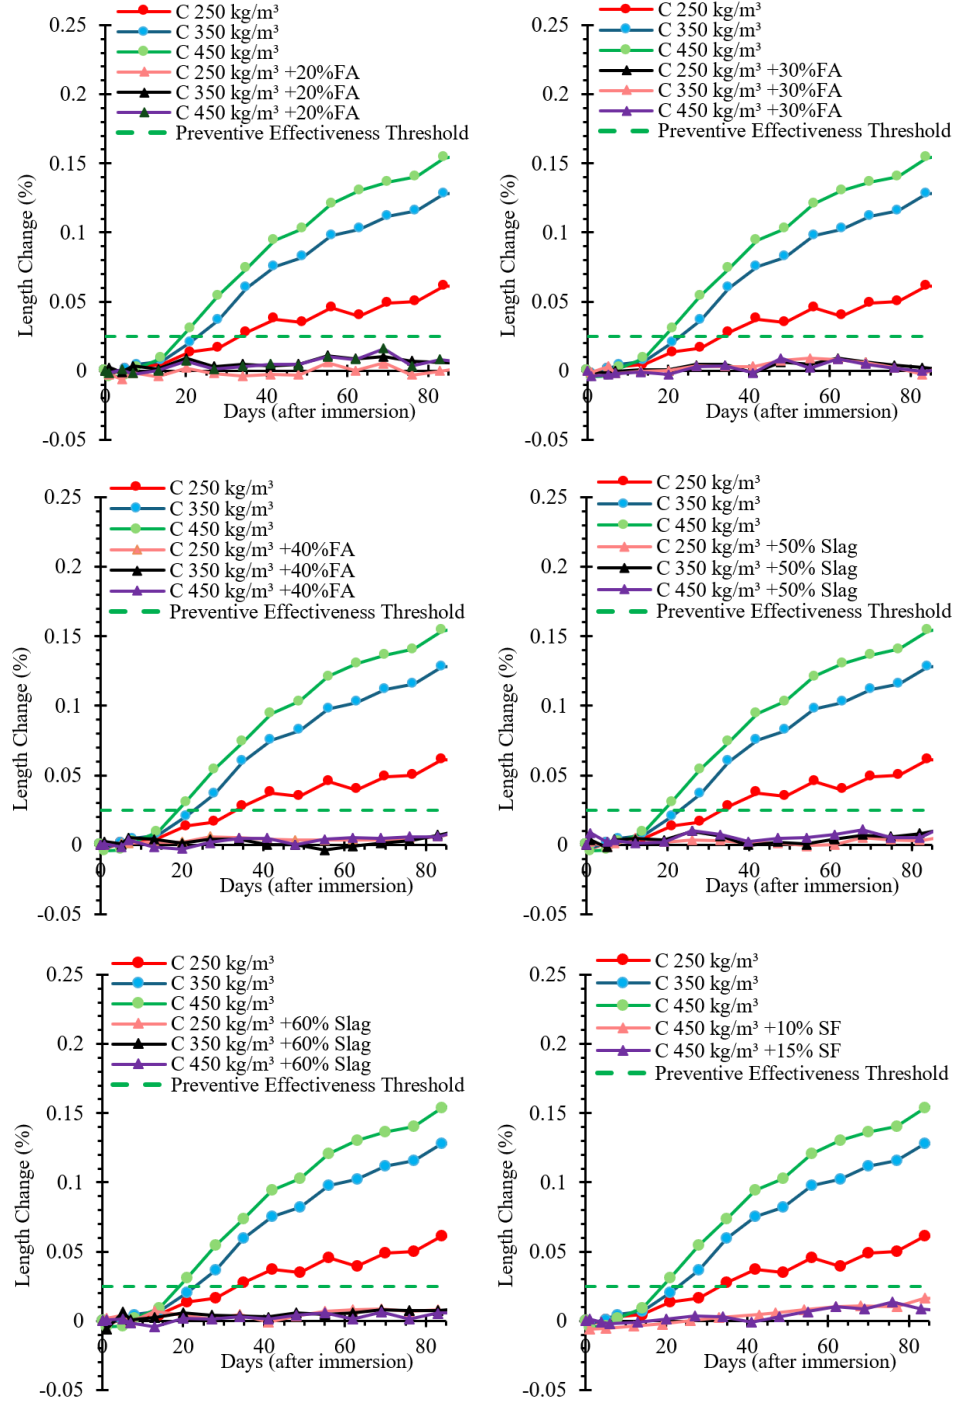 0.25
0.2
0.15
0.1
0.05
0
-0.05
Length Change (%)
C 250 kg/m³
C 350 kg/m³
C 450 kg/m³
C 250 kg/m³ +20%FA
C 350 kg/m³ +20%FA
C 450 kg/m³ +20%FA
Preventive Effectiveness Threshold
0 20 40 60 80
Days (after immersion)
0.25
0.2
0.15
0.1
0.05
0
-0.05
Length Change (%)
C 250 kg/m³
C 350 kg/m³
C 450 kg/m³
C 250 kg/m³ +30%FA
C 350 kg/m³ +30%FA
C 450 kg/m³ +30%FA
Preventive Effectiveness Threshold
0 20 40 60 80
Days (after immersion)
0.25
0.2
0.15
0.1
0.05
0
-0.05
Length Change (%)
C 250 kg/m³
C 350 kg/m³
C 450 kg/m³
C 250 kg/m³ +40%FA
C 350 kg/m³ +40%FA
C 450 kg/m³ +40%FA
Preventive Effectiveness Threshold
0 20 40 60 80
Days (after immersion)
0.25
0.2
0.15
0.1
0.05
0
-0.05
Length Change (%)
C 250 kg/m³
C 350 kg/m³
C 450 kg/m³
C 250 kg/m³ +50% Slag
C 350 kg/m³ +50% Slag
C 450 kg/m³ +50% Slag
Preventive Effectiveness Threshold
0 20 40 60 80
Days (after immersion)
0.25
0.2
0.15
0.1
0.05
0
-0.05
Length Change (%)
C 250 kg/m³
C 350 kg/m³
C 450 kg/m³
C 250 kg/m³ +60% Slag
C 350 kg/m³ +60% Slag
C 450 kg/m³ +60% Slag
Preventive Effectiveness Threshold
0 20 40 60 80
Days (after immersion)
0.25
0.2
0.15
0.1
0.05
0
-0.05
Length Change (%)
C 250 kg/m³
C 350 kg/m³
C 450 kg/m³
C 450 kg/m³ +10% SF
C 450 kg/m³ +15% SF
Preventive Effectiveness Threshold
0 20 40 60 80
Days (after immersion)